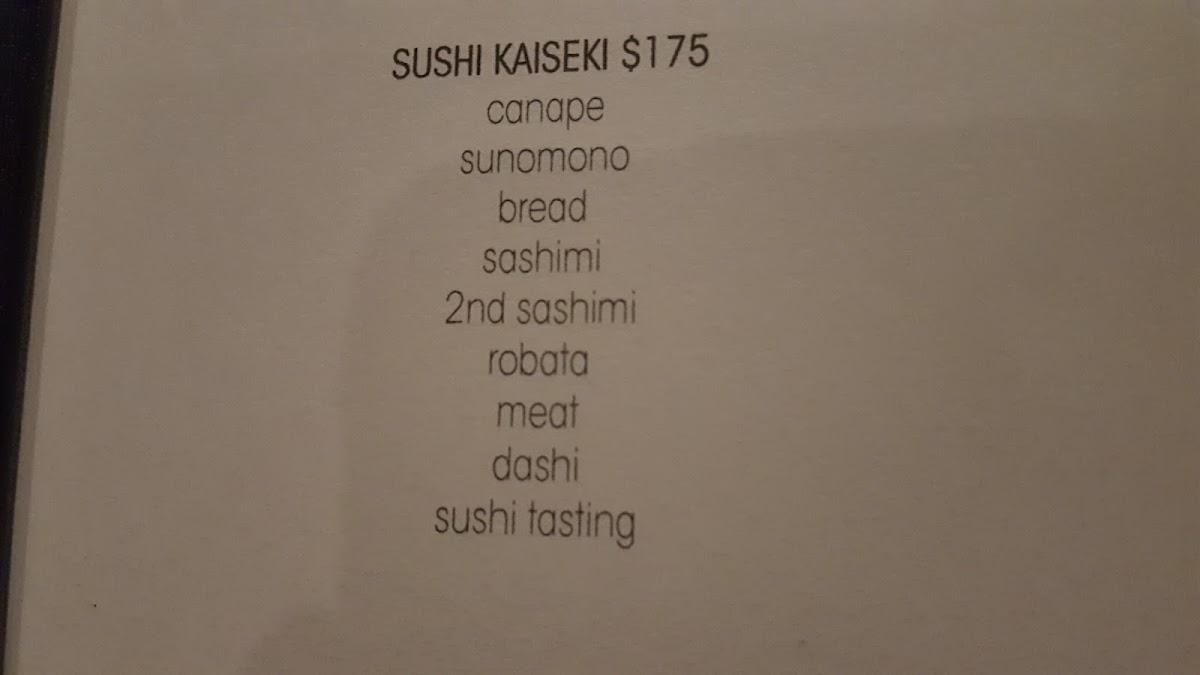 SUSHI KAISEKI $175
canape
sunomono
bread
sashimi
2nd sashimi
robata
meat
dashi
sushi tasting